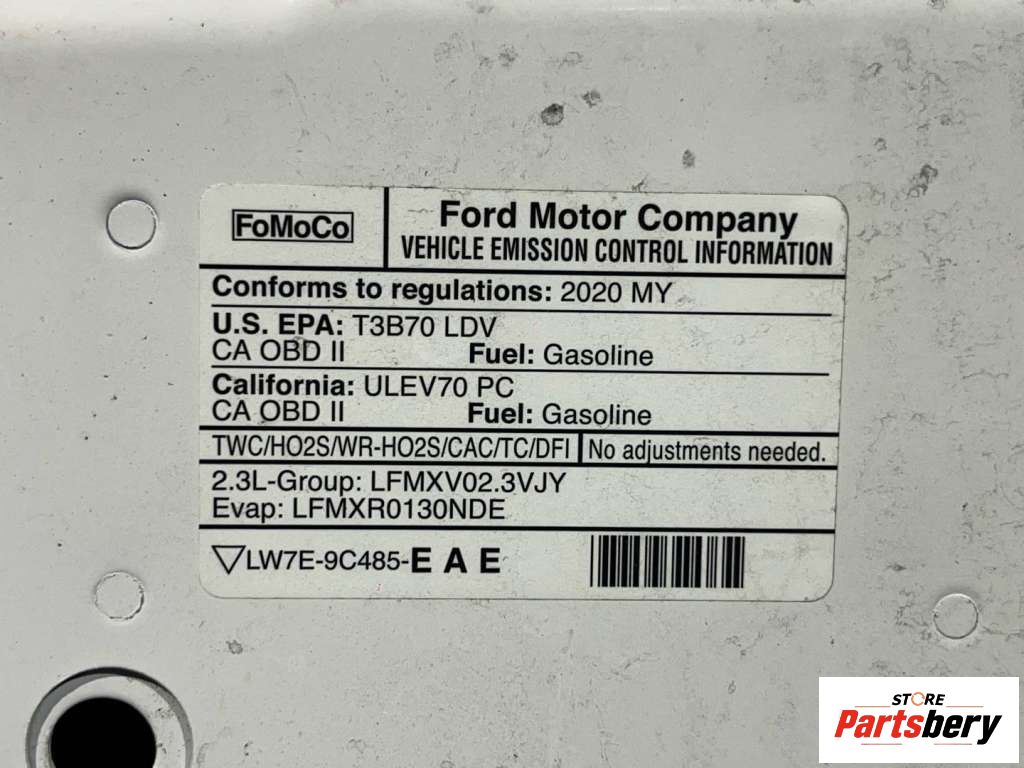 FoMoCo
Ford Motor Company
VEHICLE EMISSION CONTROL INFORMATION
Conforms to regulations: 2020 MY
U.S. EPA: T3B70 LDV
CA OBD II Fuel: Gasoline
California: ULEV70 PC
CA OBD II Fuel: Gasoline
TWC/HO2S/WR-HO2S/CAC/TC/DFI No adjustments needed.
2.3L-Group: LFMXV02.3VJY
Evap: LFMXR0130NDE
LW7E-9C485-E A E
STORE
Partsbery